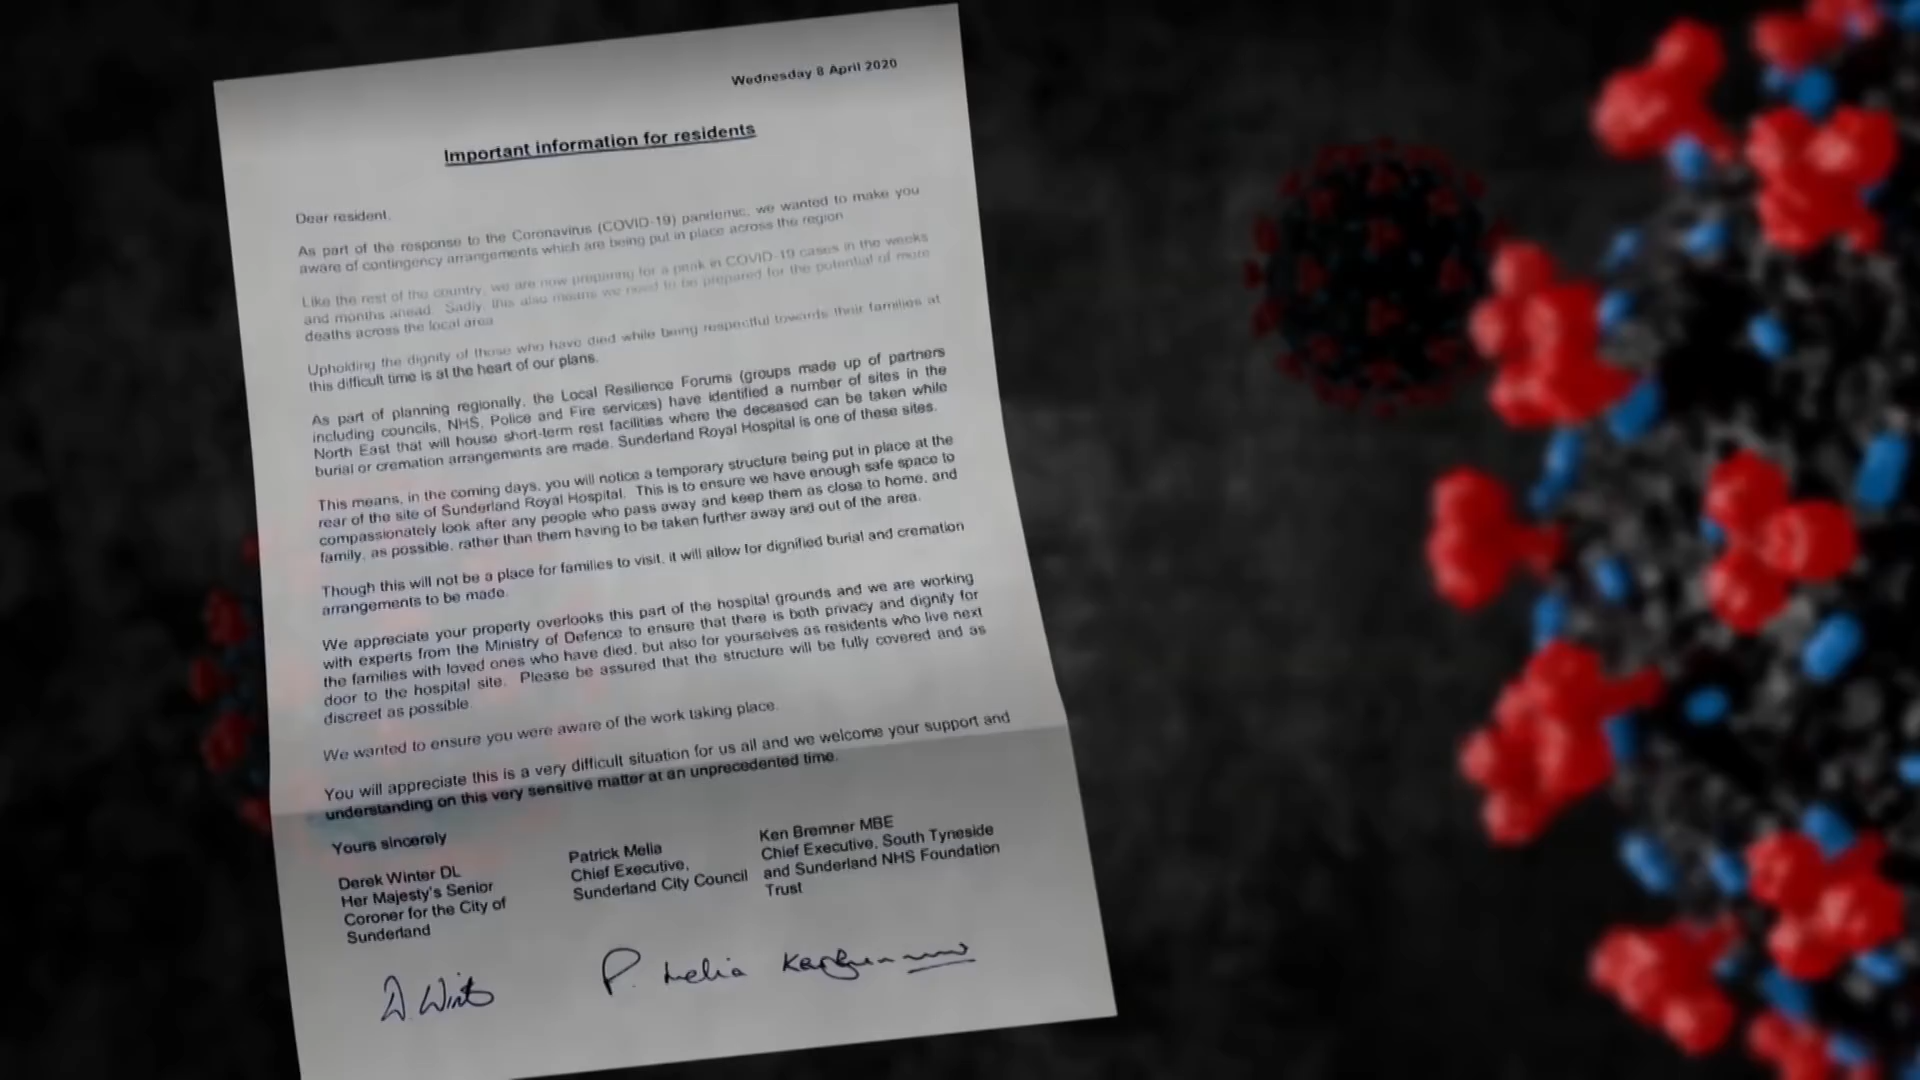 Wednesday 8 April 2020
Important information for residents
Dear resident,
As part of the response to the Coronavirus (COVID-19) pandemic, we wanted to make you
aware of contingency arrangements which are being put in place across the region
Like the rest of the country, we are now preparing for a peak in COVID-19 cases in the weeks
and months ahead. Sadly, this also means we need to be prepared for the potential of more
deaths across the local area
Upholding the dignity of those who have died while being respectful towards their families at
this difficult time is at the heart of our plans.
As part of planning regionally, the Local Resilience Forums (groups made up of partners
including councils, NHS, Police and Fire services) have identified a number of sites in the
North East that will house short-term rest facilities where the deceased can be taken while
burial or cremation arrangements are made. Sunderland Royal Hospital is one of these sites.
This means, in the coming days, you will notice a temporary structure being put in place at the
rear of the site of Sunderland Royal Hospital. This is to ensure we have enough safe space to
compassionately look after any people who pass away and keep them as close to home, and
family, as possible, rather than them having to be taken further away and out of the area.
Though this will not be a place for families to visit, it will allow for dignified burial and cremation
arrangements to be made.
We appreciate your property overlooks this part of the hospital grounds and we are working
with experts from the Ministry of Defence to ensure that there is both privacy and dignity for
the families with loved ones who have died, but also for yourselves as residents who live next
door to the hospital site. Please be assured that the structure will be fully covered and as
discreet as possible.
We wanted to ensure you were aware of the work taking place.
You will appreciate this is a very difficult situation for us all and we welcome your support and
understanding on this very sensitive matter at an unprecedented time.
Yours sincerely
Derek Winter DL
Her Majesty's Senior
Coroner for the City of
Sunderland
Patrick Melia
Chief Executive,
Sunderland City Council
Ken Bremner MBE
Chief Executive, South Tyneside
and Sunderland NHS Foundation
Trust
D. Winter
P. Melia